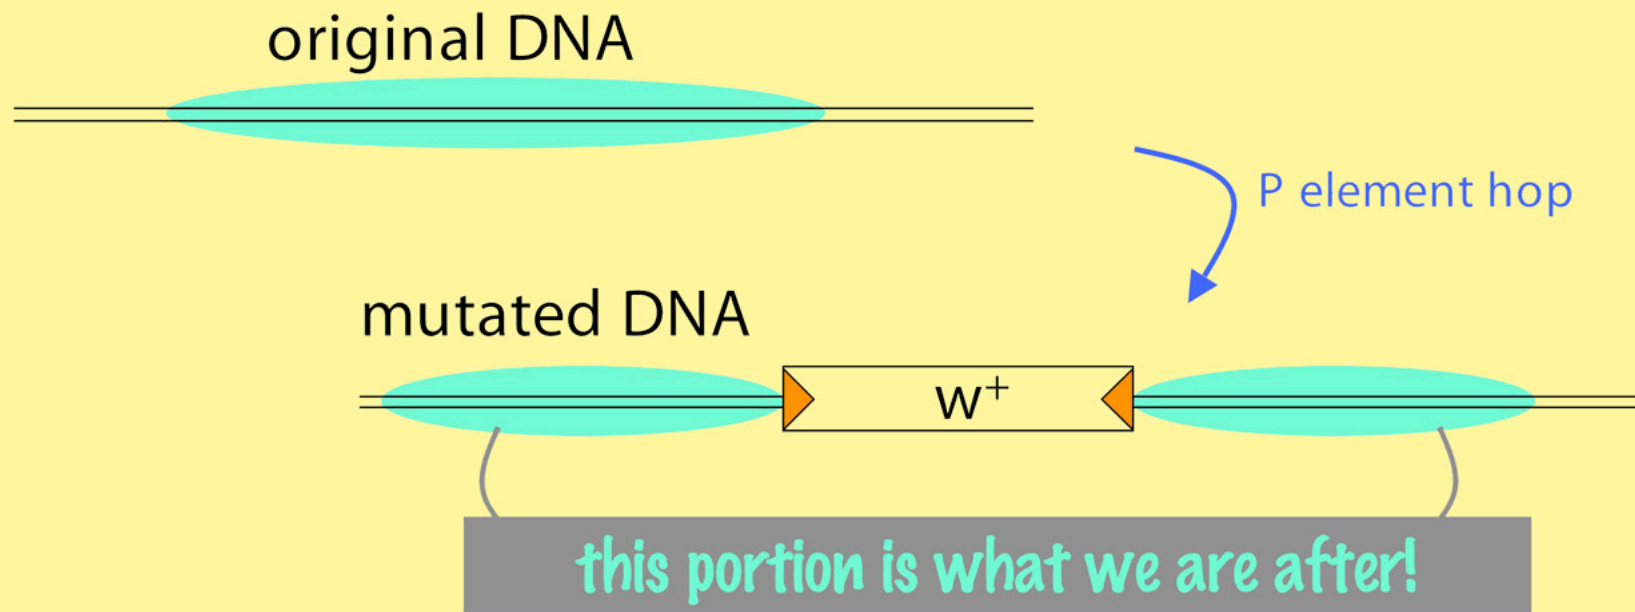 original DNA
P element hop
mutated DNA
w⁺
this portion is what we are after!